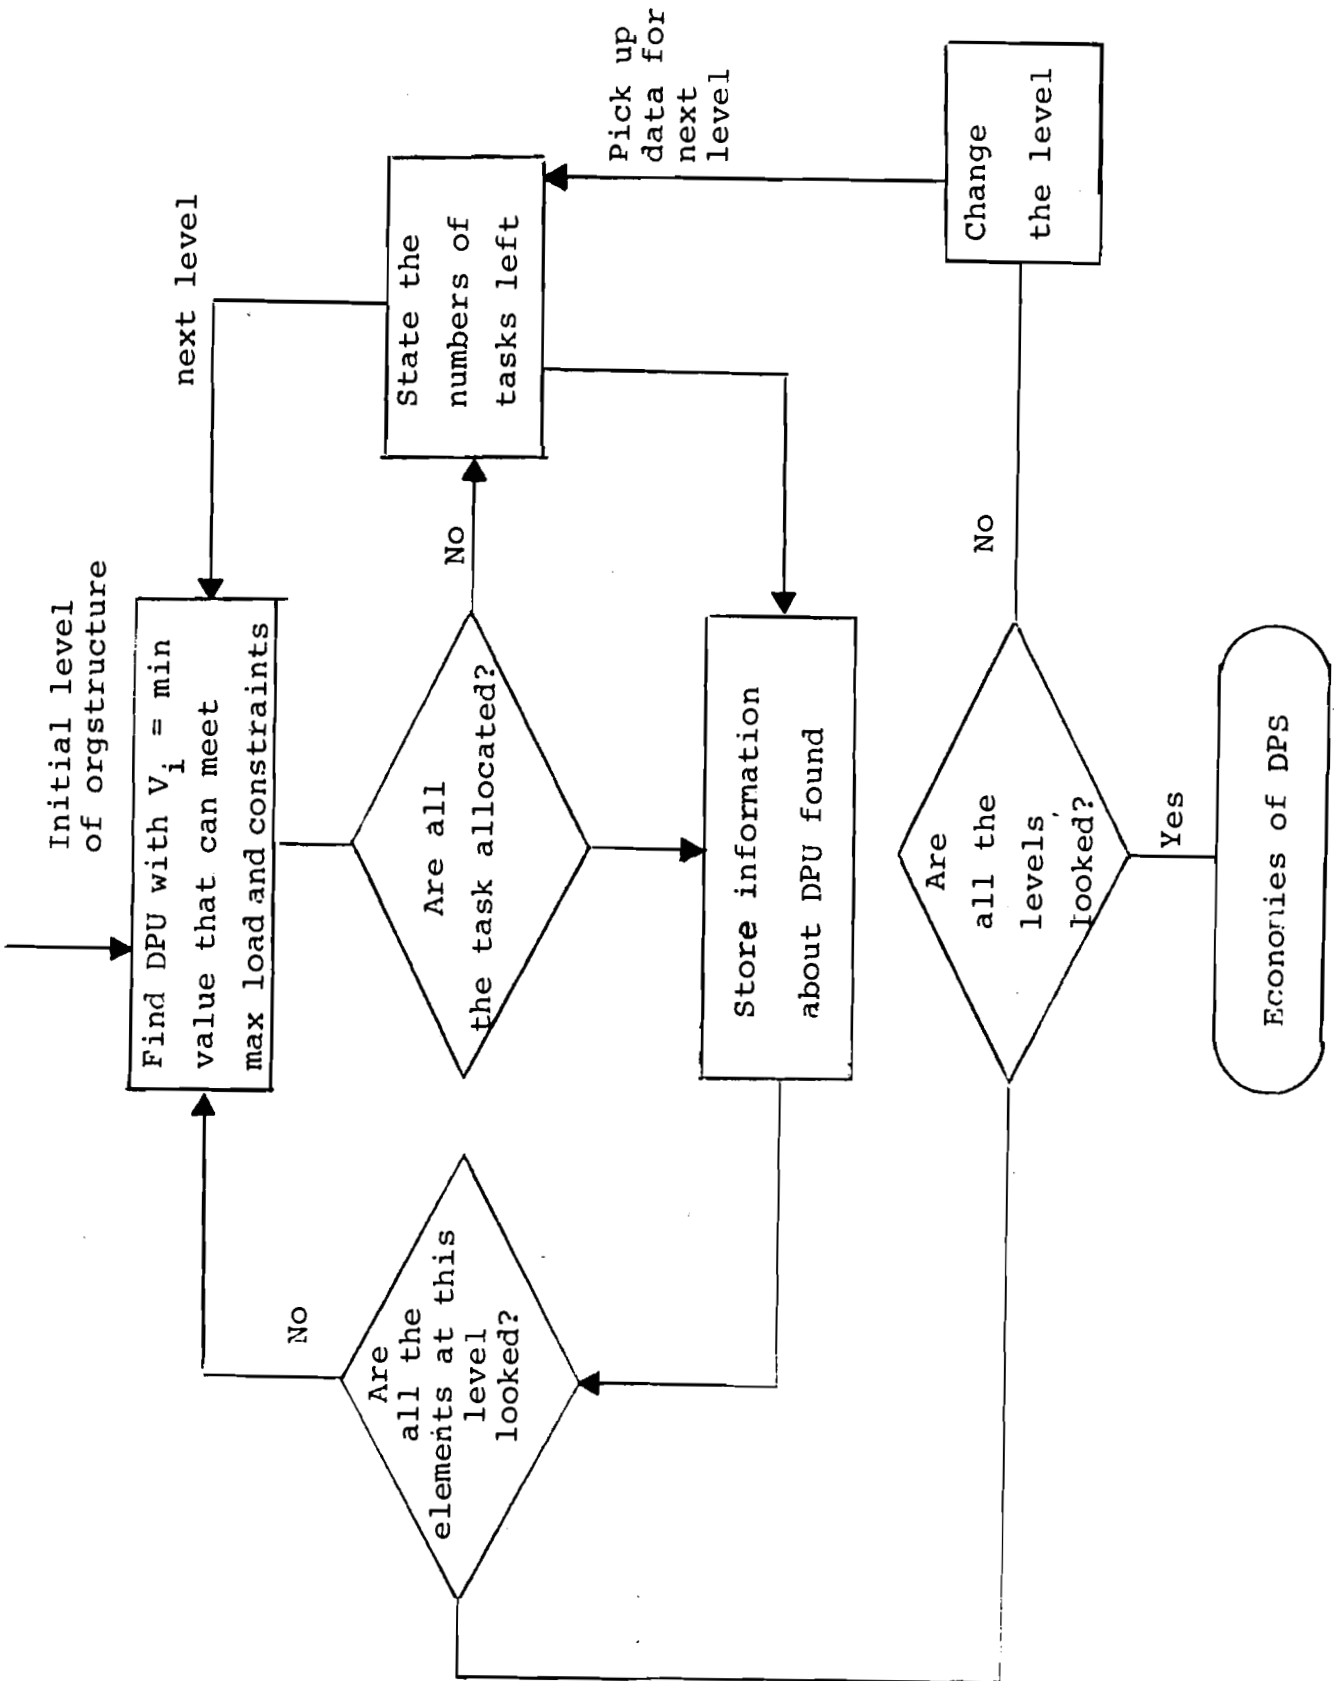 Initial level
of orgstructure
Find DPU with Vi = min
value that can meet
max load and constraints
next level
No
Are all
the task allocated?
No
State the
numbers of
tasks left
Are
all the
elements at this
level
looked?
Pick up
data for
next
level
Store information
about DPU found
Are
all the
levels
looked?
No
Change
the level
Yes
Economies of DPS